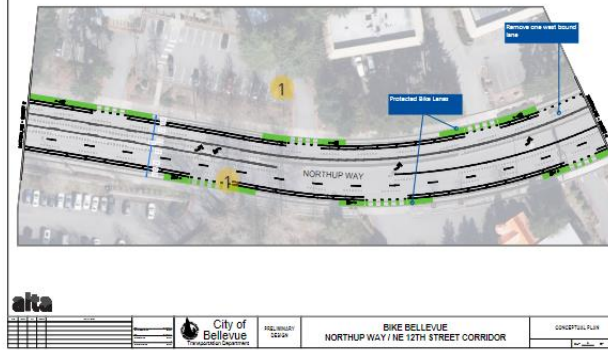 Remove one west bound
lane
1
Protected Bike Lanes
NORTHUP WAY
1
alta
City of
Bellevue
Transportation Department
PRELIMINARY
DESIGN
BIKE BELLEVUE
NORTHUP WAY / NE 12TH STREET CORRIDOR
CONCEPTUAL PLAN